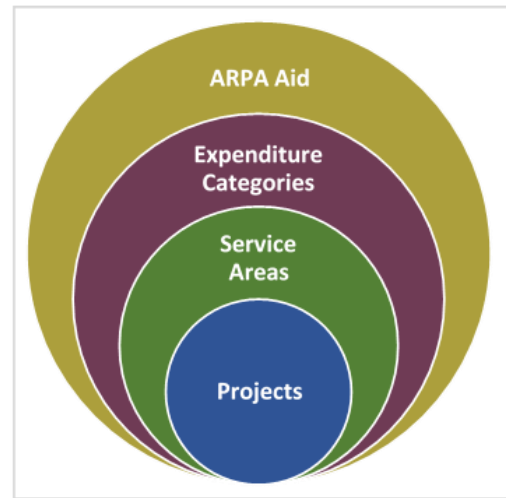 ARPA Aid
Expenditure
Categories
Service
Areas
Projects